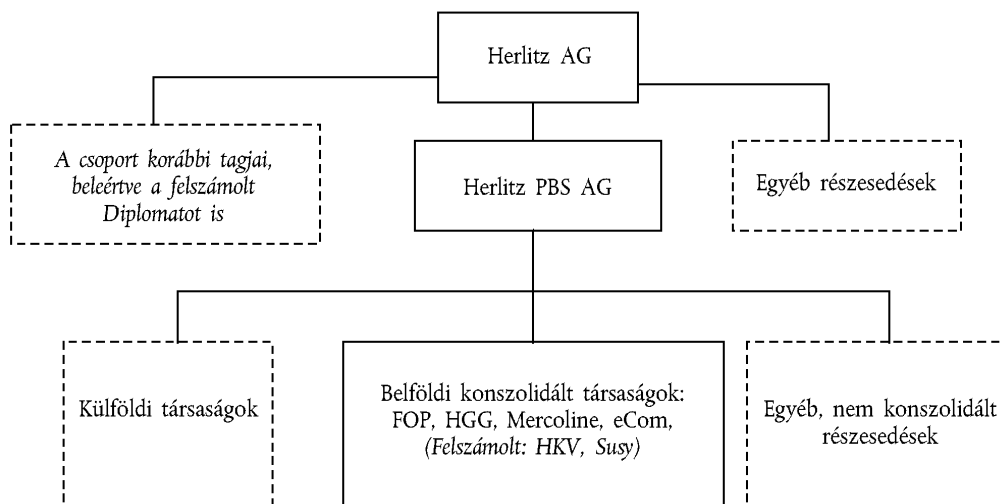 Herlitz AG
A csoport korábbi tagjai,
beleértve a felszámolt
Diplomatot is
Herlitz PBS AG
Egyéb részesedések
Külföldi társaságok
Belföldi konszolidált társaságok:
FOP, HGG, Mercoline, eCom,
(Felszámolt: HKV, Susy)
Egyéb, nem konszolidált
részesedések